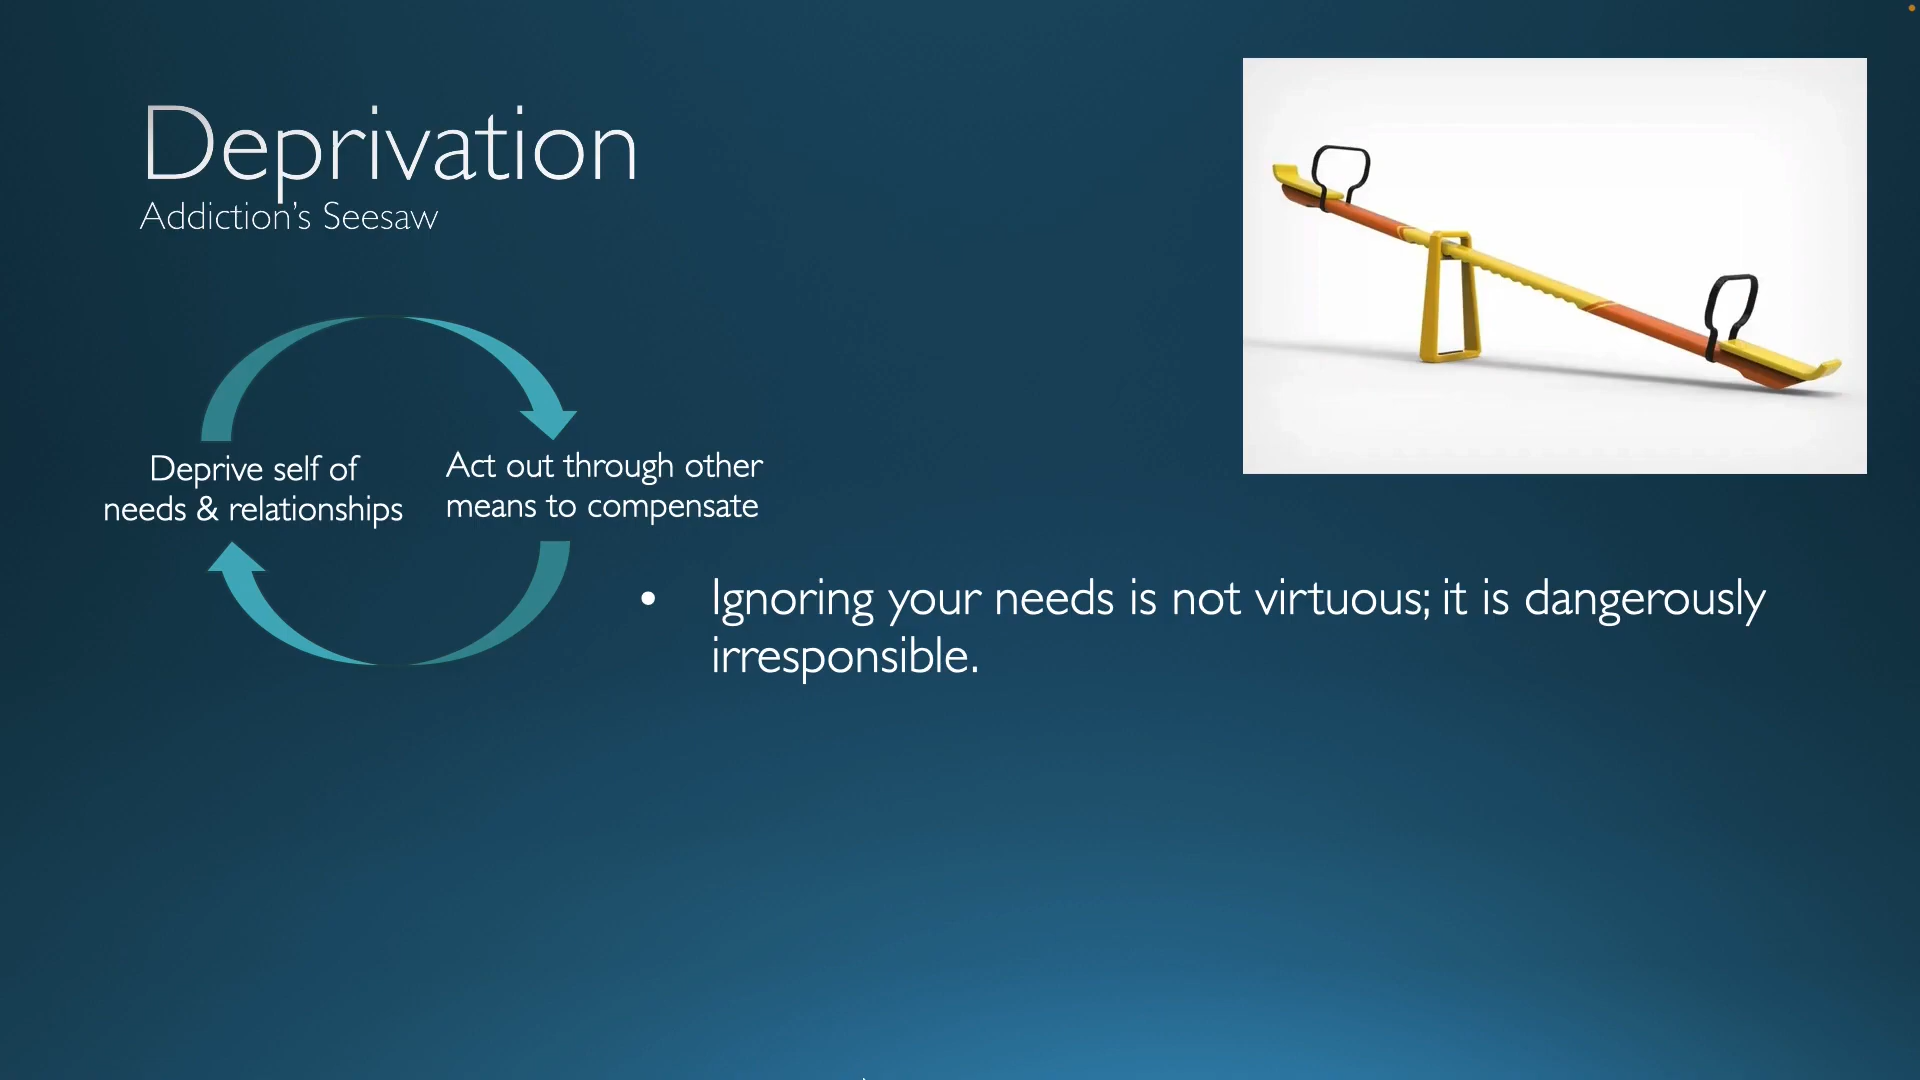 Deprivation
Addiction's Seesaw
Deprive self of
needs & relationships
Act out through other
means to compensate
• Ignoring your needs is not virtuous; it is dangerously
irresponsible.